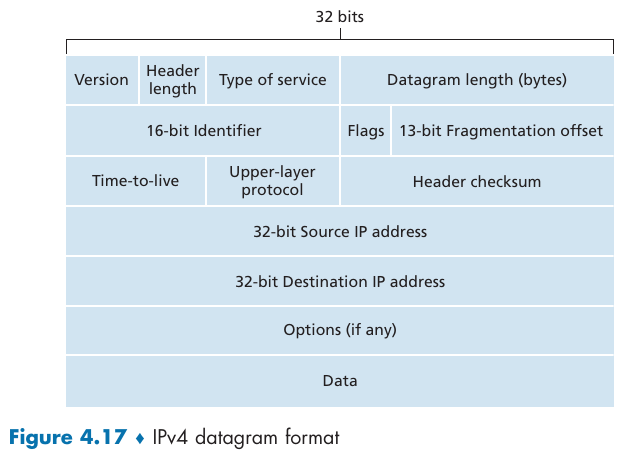 32 bits
Version
Header
length
Type of service
Datagram length (bytes)
16-bit Identifier
Flags
13-bit Fragmentation offset
Time-to-live
Upper-layer
protocol
Header checksum
32-bit Source IP address
32-bit Destination IP address
Options (if any)
Data
Figure 4.17 ♦ IPv4 datagram format